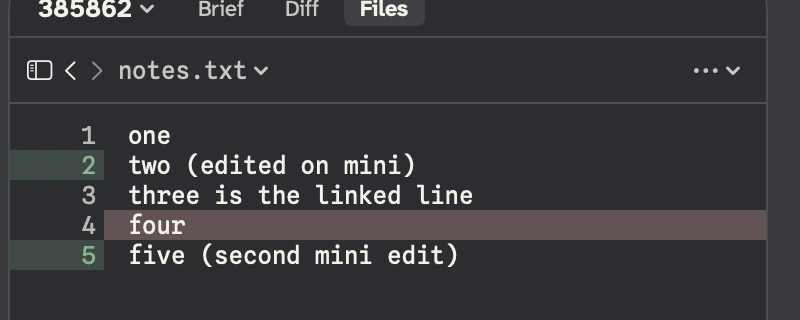 385862 Brief Diff Files
notes.txt
1 one
2 two (edited on mini)
3 three is the linked line
4 four
5 five (second mini edit)